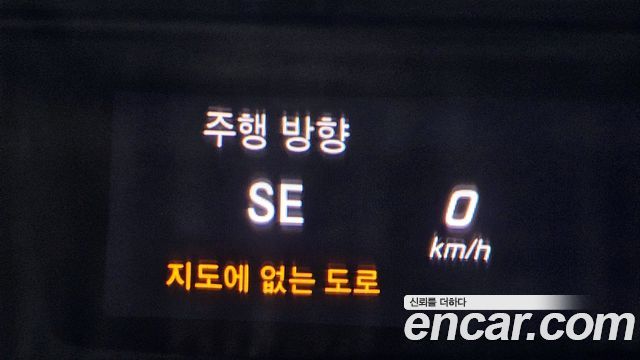 주행 방향
SE
0
km/h
지도에 없는 도로
신뢰를 더하다
encar.com